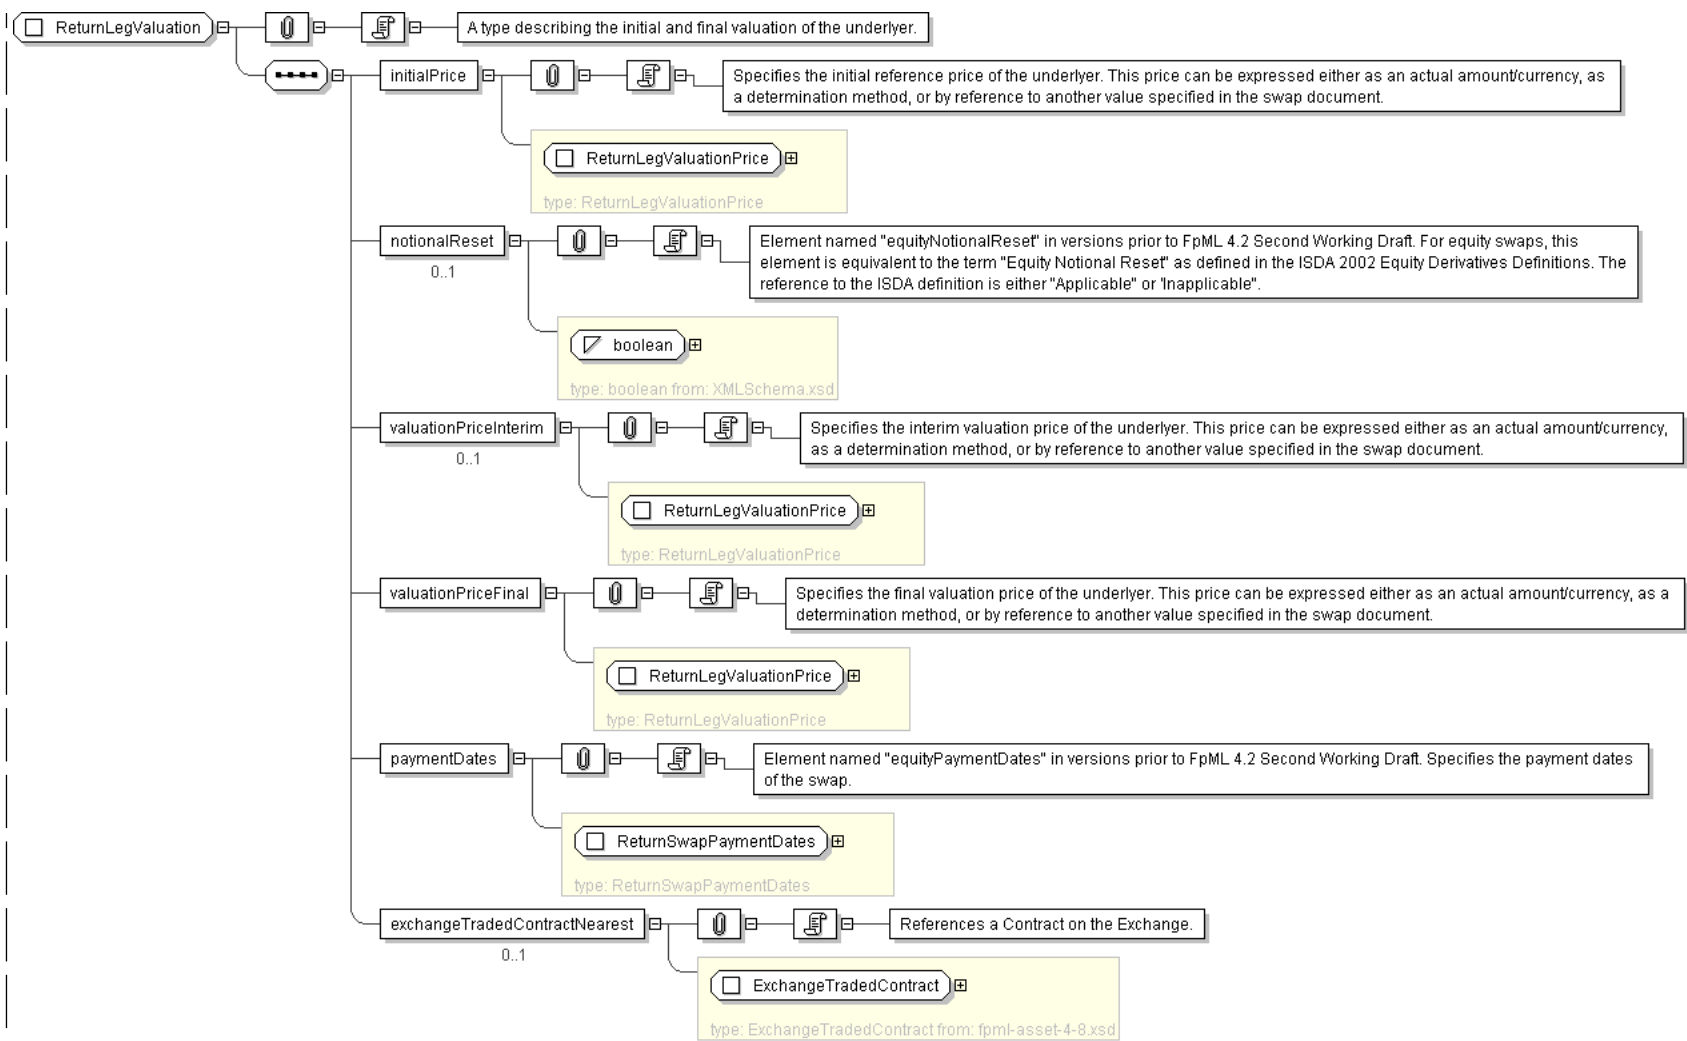 ReturnLegValuation
A type describing the initial and final valuation of the underlyer.
initialPrice
Specifies the initial reference price of the underlyer. This price can be expressed either as an actual amount/currency, as
a determination method, or by reference to another value specified in the swap document.
ReturnLegValuationPrice
type: ReturnLegValuationPrice
notionalReset
0..1
Element named "equityNotionalReset" in versions prior to FpML 4.2 Second Working Draft. For equity swaps, this
element is equivalent to the term "Equity Notional Reset" as defined in the ISDA 2002 Equity Derivatives Definitions. The
reference to the ISDA definition is either "Applicable" or 'Inapplicable".
boolean
type: boolean from: XMLSchema.xsd
valuationPriceInterim
0..1
Specifies the interim valuation price of the underlyer. This price can be expressed either as an actual amount/currency,
as a determination method, or by reference to another value specified in the swap document.
ReturnLegValuationPrice
type: ReturnLegValuationPrice
valuationPriceFinal
Specifies the final valuation price of the underlyer. This price can be expressed either as an actual amount/currency, as a
determination method, or by reference to another value specified in the swap document.
ReturnLegValuationPrice
type: ReturnLegValuationPrice
paymentDates
Element named "equityPaymentDates" in versions prior to FpML 4.2 Second Working Draft. Specifies the payment dates
of the swap.
ReturnSwapPaymentDates
type: ReturnSwapPaymentDates
exchangeTradedContractNearest
0..1
References a Contract on the Exchange.
ExchangeTradedContract
type: ExchangeTradedContract from: fpml-asset-4-8.xsd